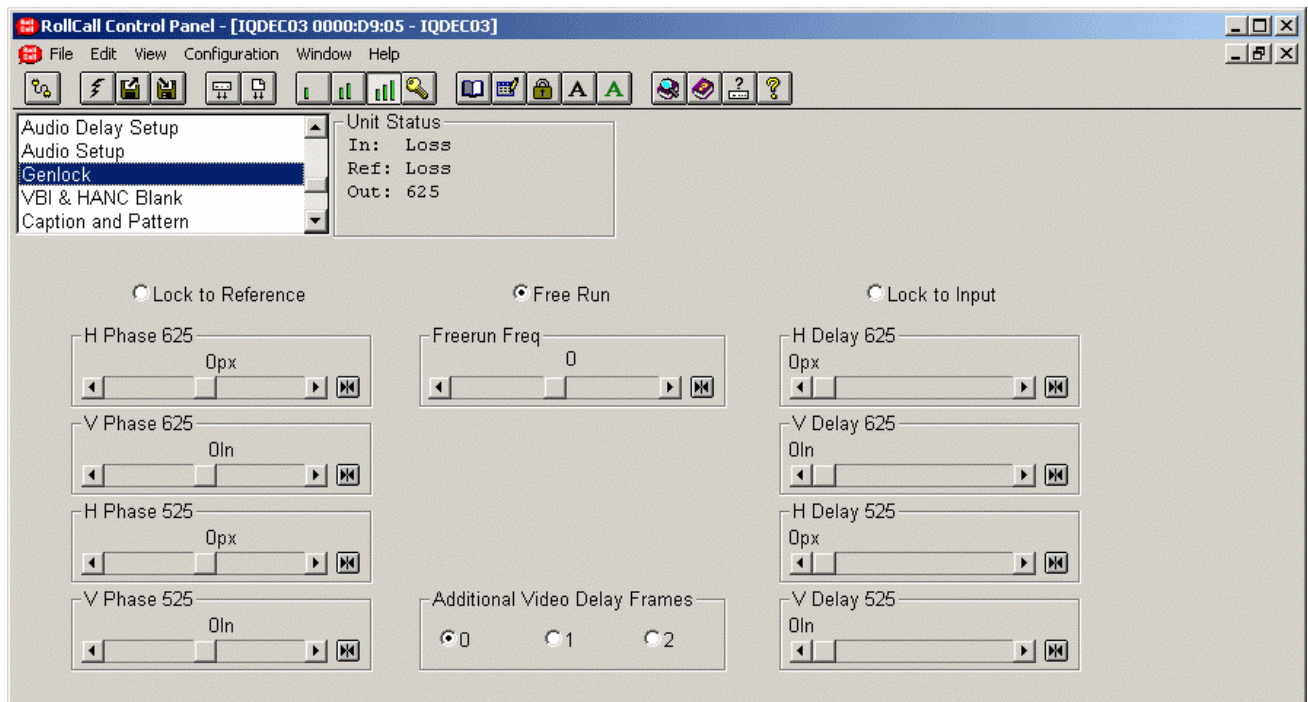 RollCall Control Panel - [IQDEC03 0000:D9:05 - IQDEC03]
File Edit View Configuration Window Help
A A ? ?
Audio Delay Setup
Audio Setup
Genlock
VBI & HANC Blank
Caption and Pattern
Unit Status
In: Loss
Ref: Loss
Out: 625
Lock to Reference
Free Run
Lock to Input
H Phase 625
0px
V Phase 625
0ln
H Phase 525
0px
V Phase 525
0ln
Freerun Freq
0
Additional Video Delay Frames
0 1 2
H Delay 625
0px
V Delay 625
0ln
H Delay 525
0px
V Delay 525
0ln